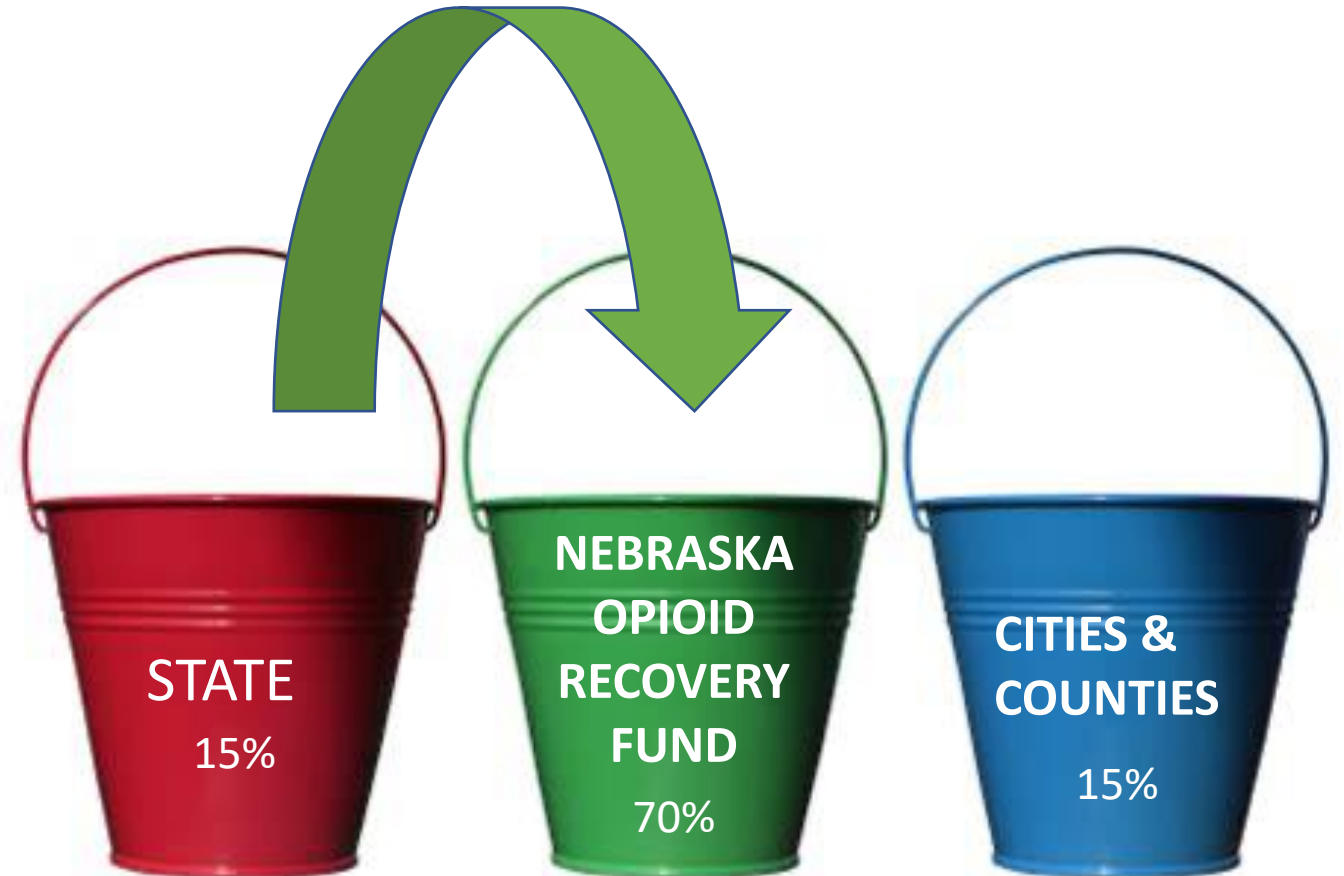 STATE
15%
NEBRASKA
OPIOID
RECOVERY
FUND
70%
CITIES &
COUNTIES
15%